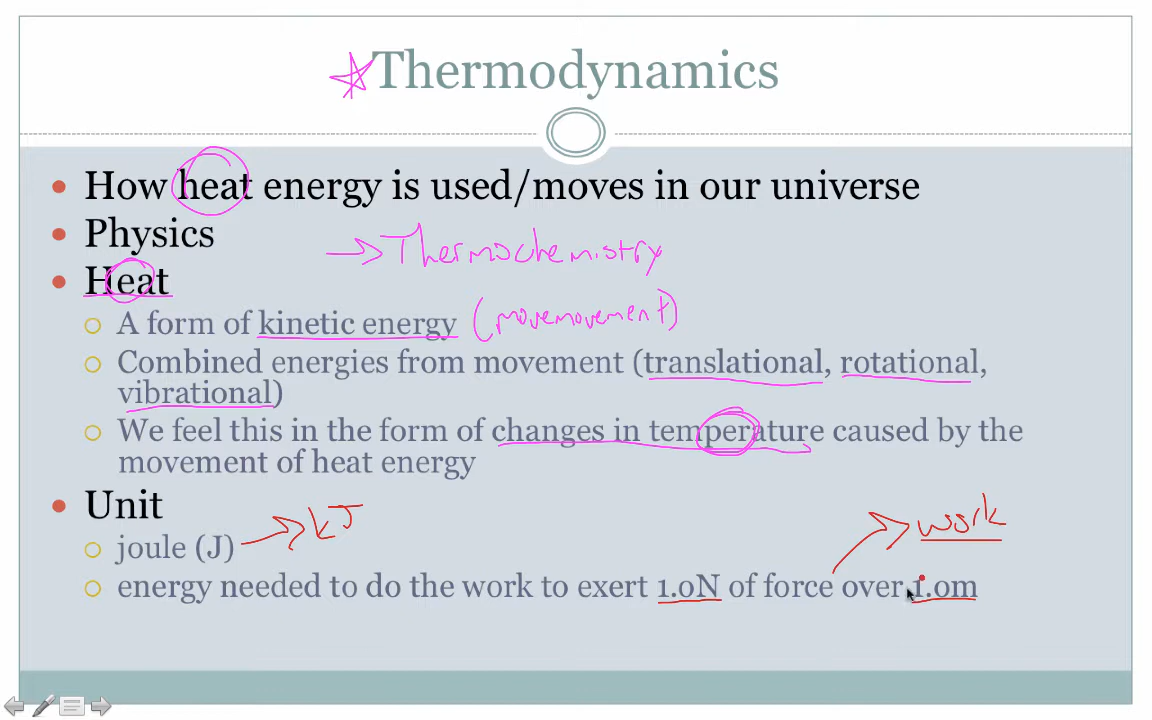 Thermodynamics
How heat energy is used/moves in our universe
Physics
→ Thermochemistry
Heat
A form of kinetic energy (movemovement)
Combined energies from movement (translational, rotational,
vibrational)
We feel this in the form of changes in temperature caused by the
movement of heat energy
Unit
work
joule (J) → kJ
energy needed to do the work to exert 1.0N of force over 1.0m